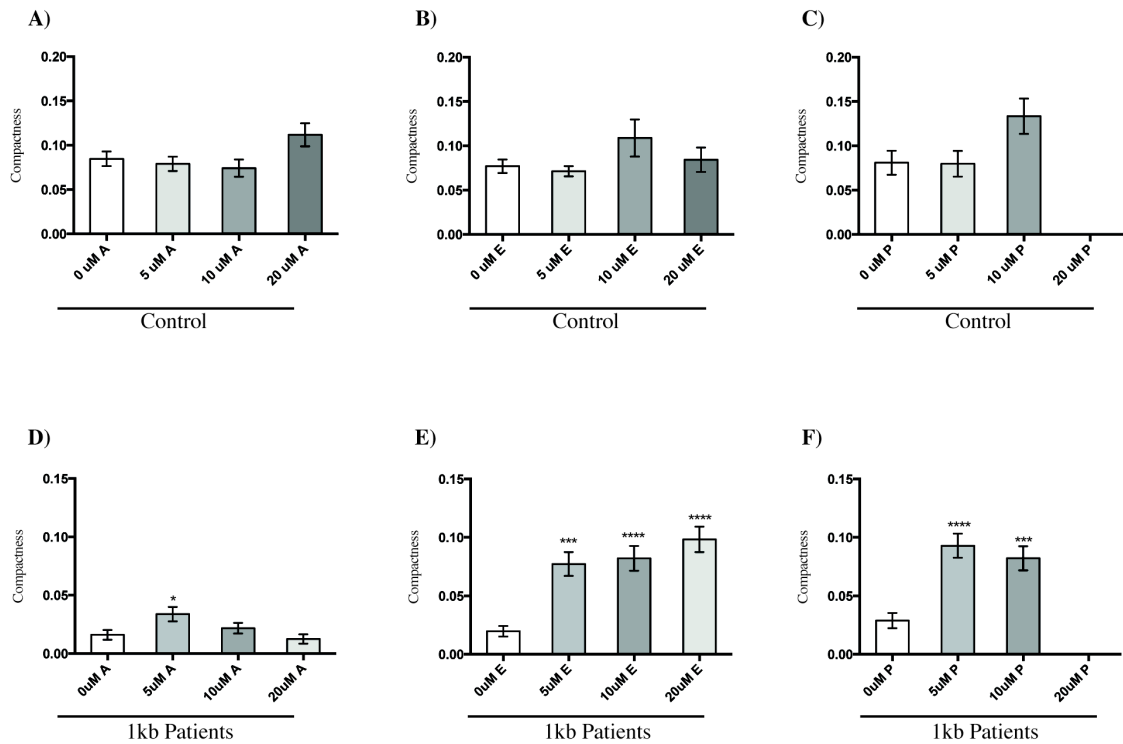 A)
0.20
0.15
0.10
0.05
0.00
Compactness
0 uM A
5 uM A
10 uM A
20 uM A
Control
B)
0.20
0.15
0.10
0.05
0.00
Compactness
0 uM E
5 uM E
10 uM E
20 uM E
Control
C)
0.20
0.15
0.10
0.05
0.00
Compactness
0 uM P
5 uM P
10 uM P
20 uM P
Control
D)
0.15
0.10
0.05
0.00
Compactness
*
0uM A
5uM A
10uM A
20uM A
1kb Patients
E)
0.15
0.10
0.05
0.00
Compactness
***
****
****
0uM E
5uM E
10uM E
20uM E
1kb Patients
F)
0.15
0.10
0.05
0.00
Compactness
****
***
0uM P
5uM P
10uM P
20uM P
1kb Patients